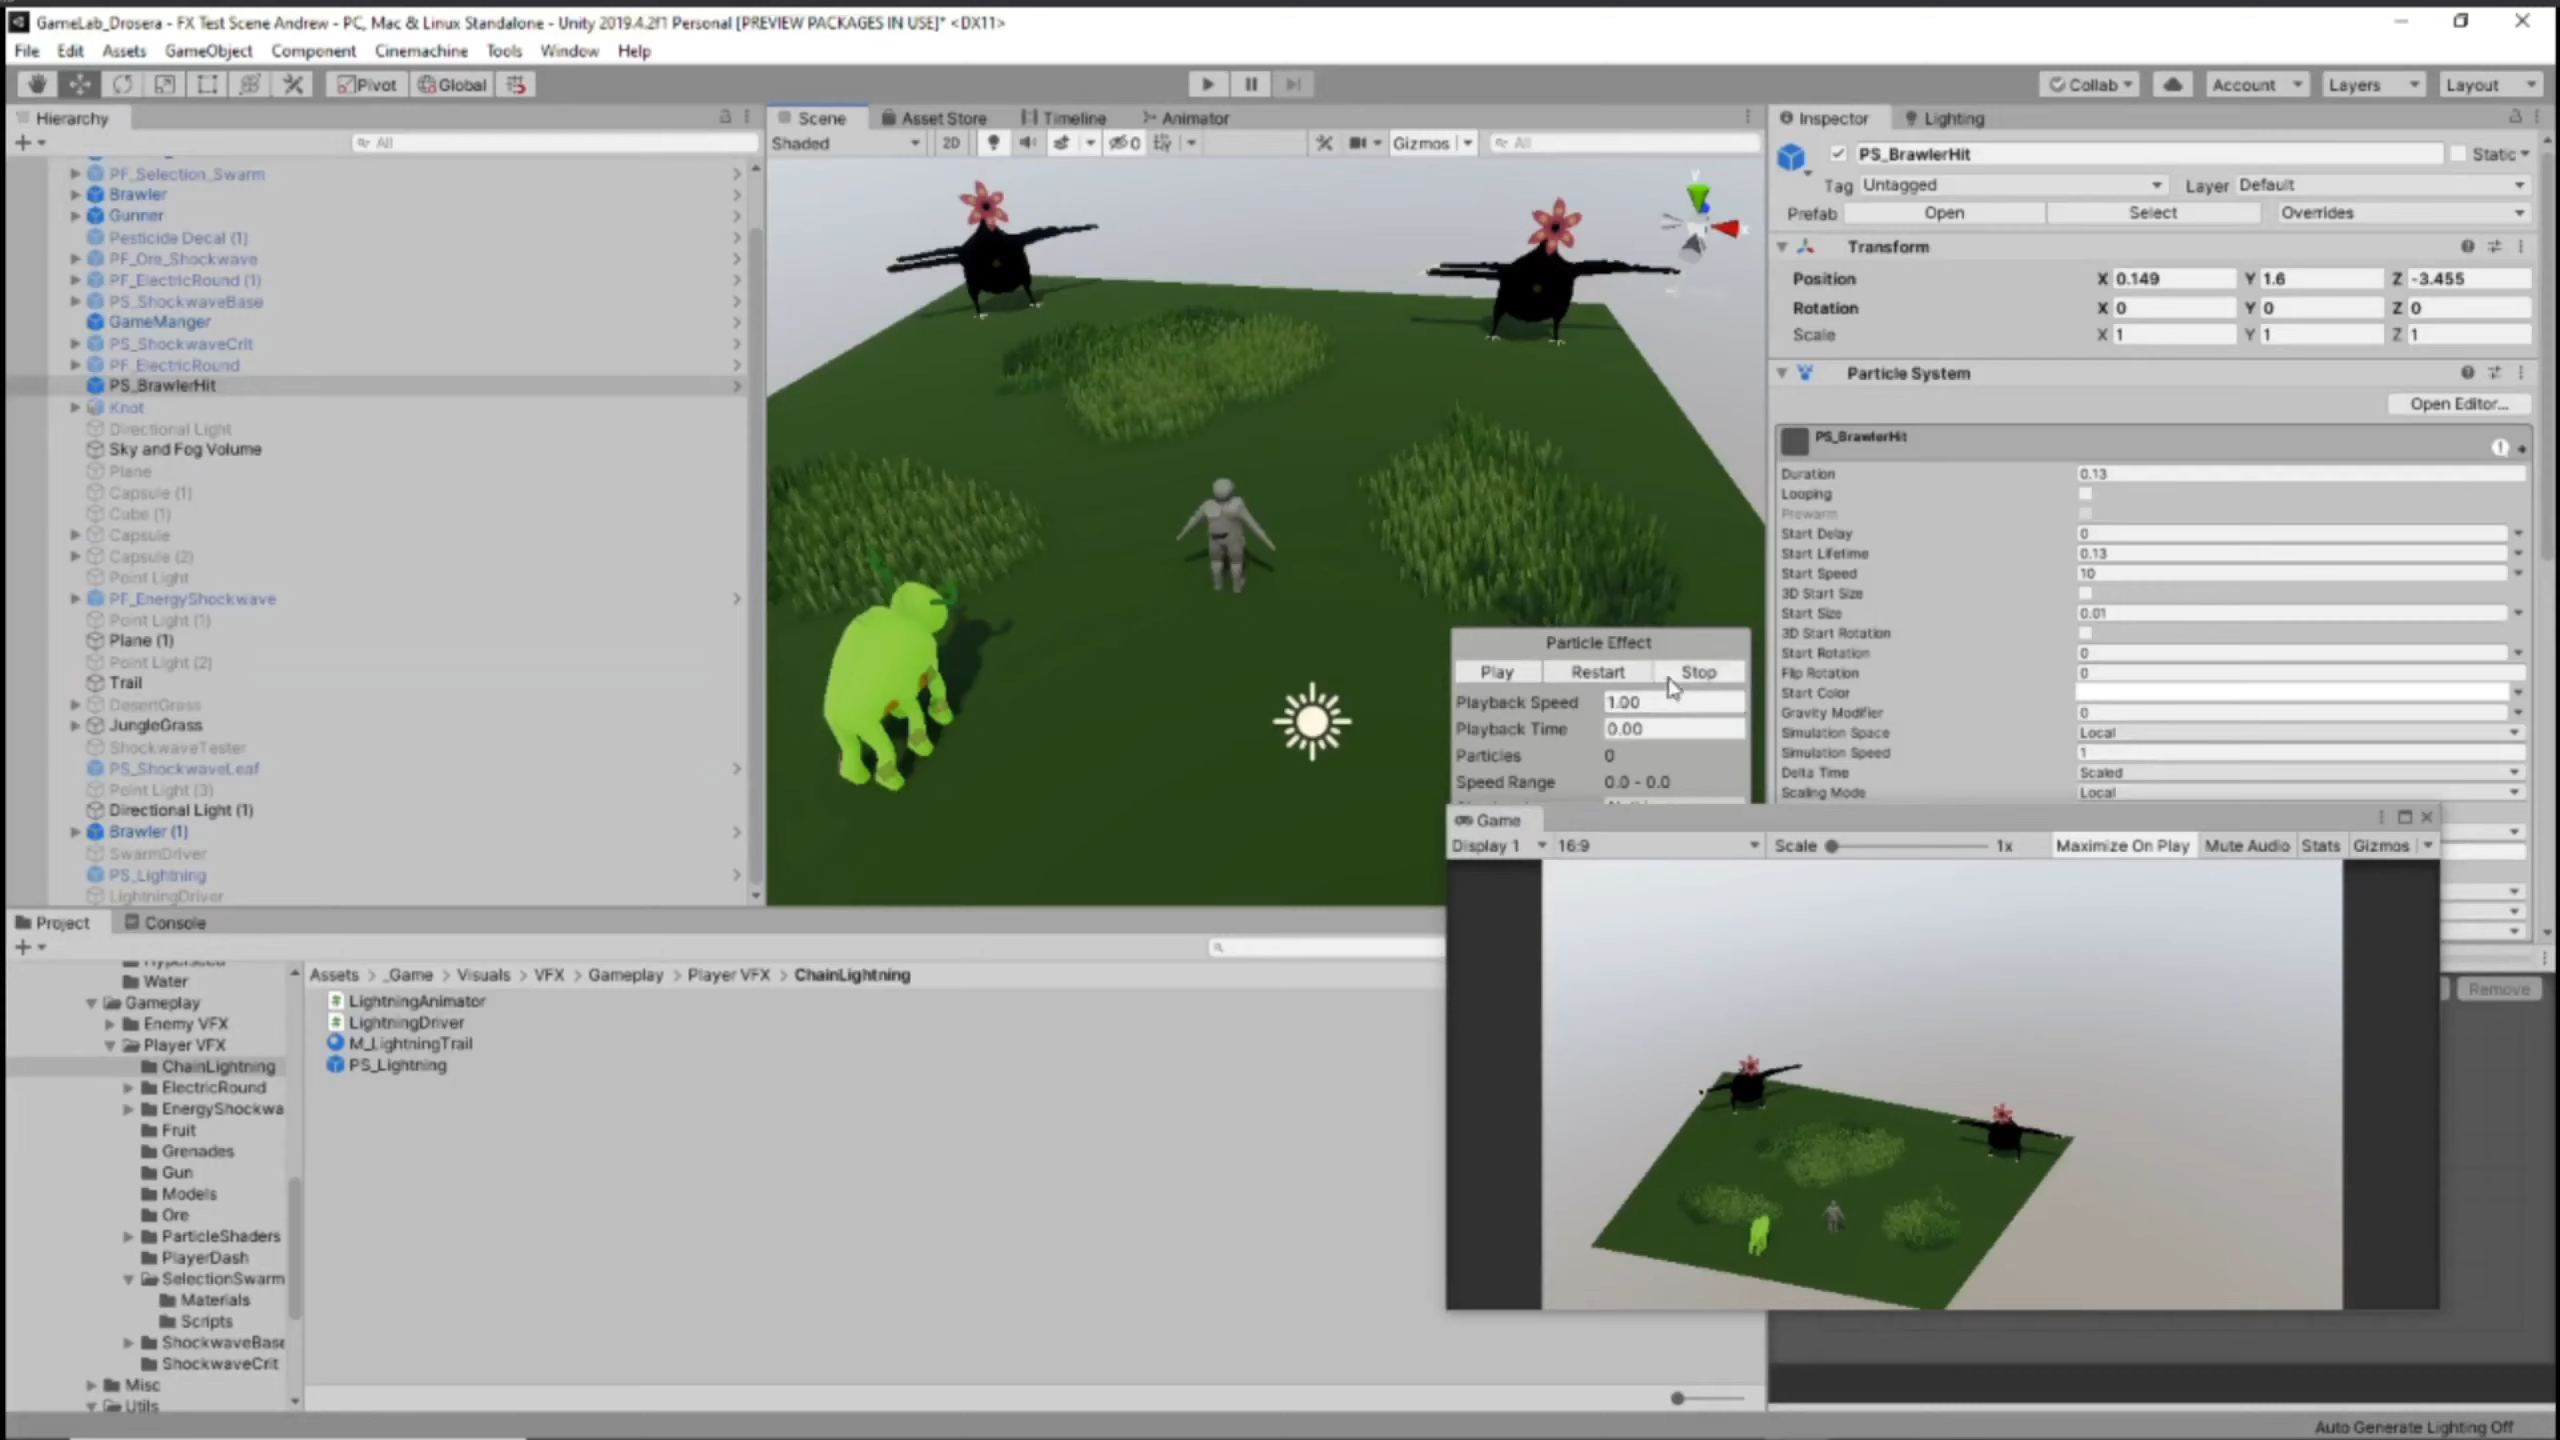 GameLab_Drosera - FX Test Scene Andrew - PC, Mac & Linux Standalone - Unity 2019.4.2f1 Personal [PREVIEW PACKAGES IN USE]* <DX11>
File Edit Assets GameObject Component Cinemachine Tools Window Help
Pivot Global Collab Account Layers Layout
Hierarchy
All
PF_Selection_Swarm
Brawler
Gunner
Pesticide Decal (1)
PF_Ore_Shockwave
PF_ElectricRound (1)
PS_ShockwaveBase
GameManger
PS_ShockwaveCrit
PF_ElectricRound
PS_BrawlerHit
Knot
Directional Light
Sky and Fog Volume
Plane
Capsule (1)
Cube (1)
Capsule
Capsule (2)
Point Light
PF_EnergyShockwave
Point Light (1)
Plane (1)
Point Light (2)
Trail
DesertGrass
JungleGrass
ShockwaveTester
PS_ShockwaveLeaf
Point Light (3)
Directional Light (1)
Brawler (1)
SwarmDriver
PS_Lightning
LightningDriver
Scene Asset Store Timeline Animator
Shaded 2D 0 Gizmos All
Y
Particle Effect
Play Restart Stop
Playback Speed 1.00
Playback Time 0.00
Particles 0
Speed Range 0.0 - 0.0
Inspector Lighting
PS_BrawlerHit Static
Tag Untagged Layer Default
Prefab Open Select Overrides
Transform
Position X 0.149 Y 1.6 Z -3.455
Rotation X 0 Y 0 Z 0
Scale X 1 Y 1 Z 1
Particle System
Open Editor...
PS_BrawlerHit
Duration 0.13
Looping
Prewarm
Start Delay 0
Start Lifetime 0.13
Start Speed 10
3D Start Size
Start Size 0.01
3D Start Rotation
Start Rotation 0
Flip Rotation 0
Start Color
Gravity Modifier 0
Simulation Space Local
Simulation Speed 1
Delta Time Scaled
Scaling Mode Local
Remove
Game
Display 1 16:9 Scale 1x Maximize On Play Mute Audio Stats Gizmos
Project Console
Water
Gameplay
Enemy VFX
Player VFX
ChainLightning
ElectricRound
EnergyShockwa
Fruit
Grenades
Gun
Models
Ore
ParticleShaders
PlayerDash
SelectionSwarm
Materials
Scripts
ShockwaveBase
ShockwaveCrit
Misc
Utils
Assets > _Game > Visuals > VFX > Gameplay > Player VFX > ChainLightning
LightningAnimator
LightningDriver
M_LightningTrail
PS_Lightning
Auto Generate Lighting Off